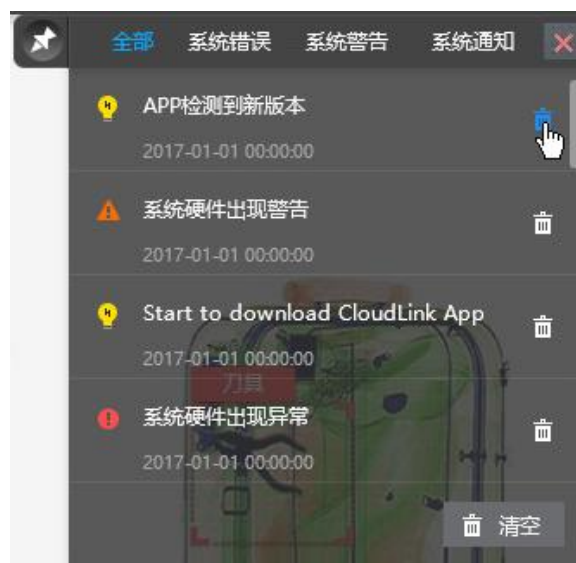 全部 系统错误 系统警告 系统通知
APP检测到新版本
2017-01-01 00:00:00
系统硬件出现警告
2017-01-01 00:00:00
Start to download CloudLink App
2017-01-01 00:00:00
刀具
系统硬件出现异常
2017-01-01 00:00:00
清空